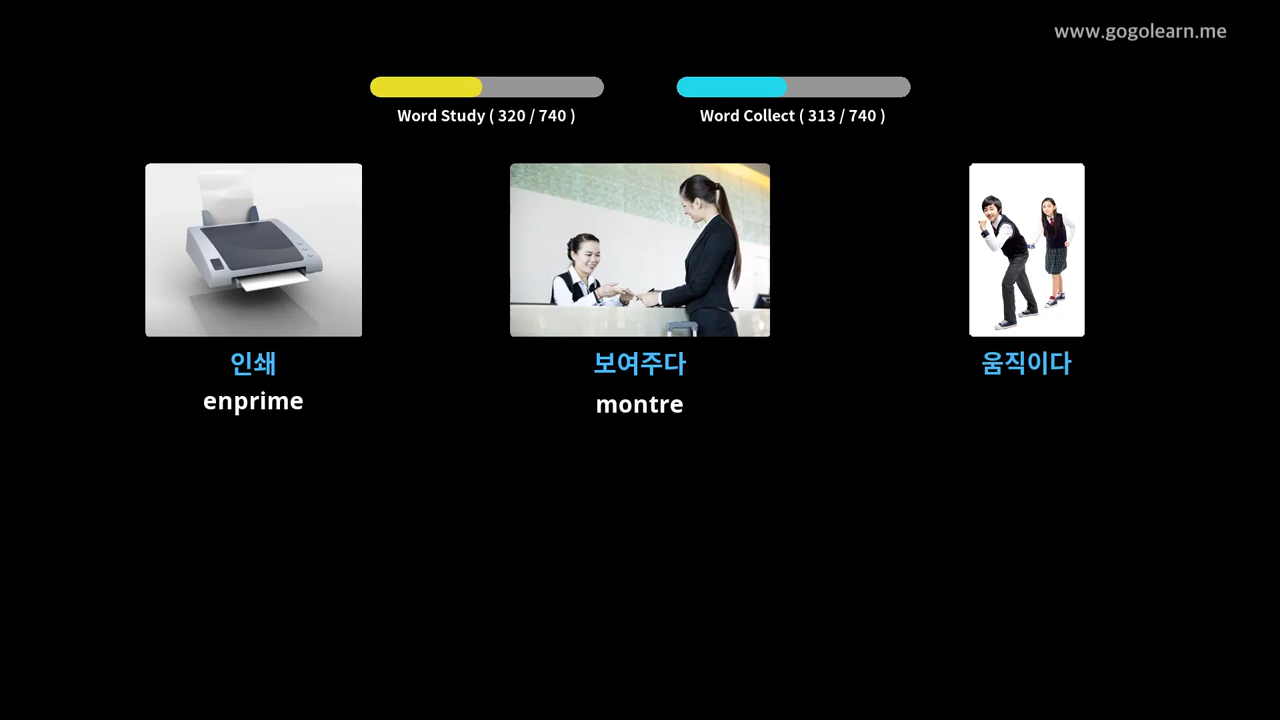 www.gogolearn.me
Word Study ( 320 / 740 )
Word Collect ( 313 / 740 )
인쇄
enprime
보여주다
montre
움직이다